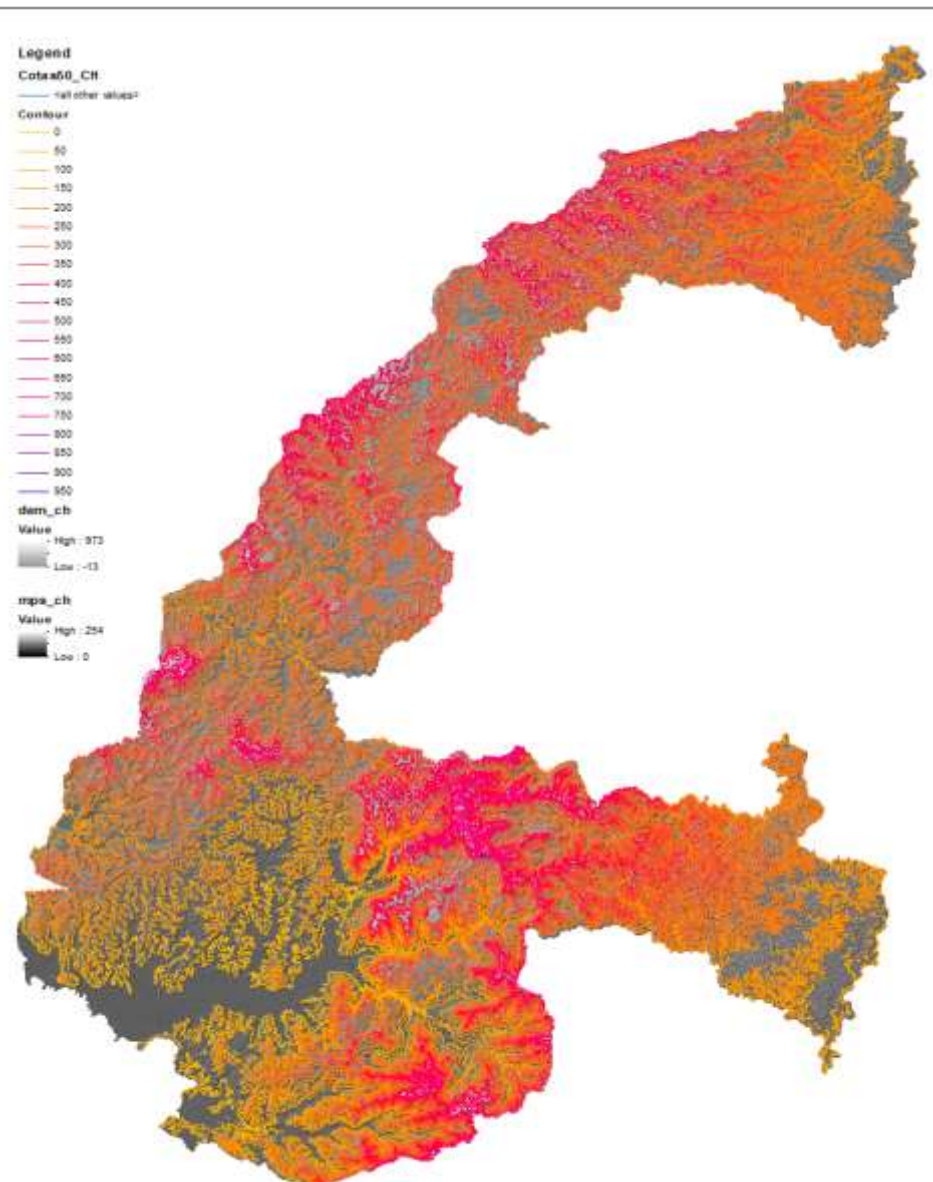 Legend
Cotas50_CH
<all other values>
Contour
0
50
100
150
200
250
300
350
400
450
500
550
600
650
700
750
800
850
900
950
dem_ch
Value
High : 973
Low : -13
mps_ch
Value
High : 254
Low : 0